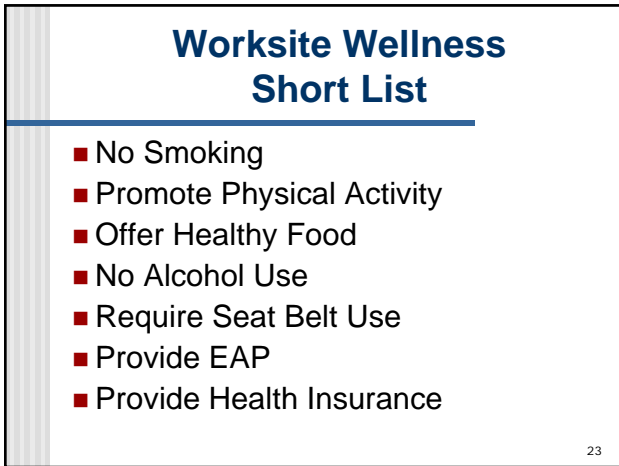 Worksite Wellness
Short List
■ No Smoking
■ Promote Physical Activity
■ Offer Healthy Food
■ No Alcohol Use
■ Require Seat Belt Use
■ Provide EAP
■ Provide Health Insurance
23